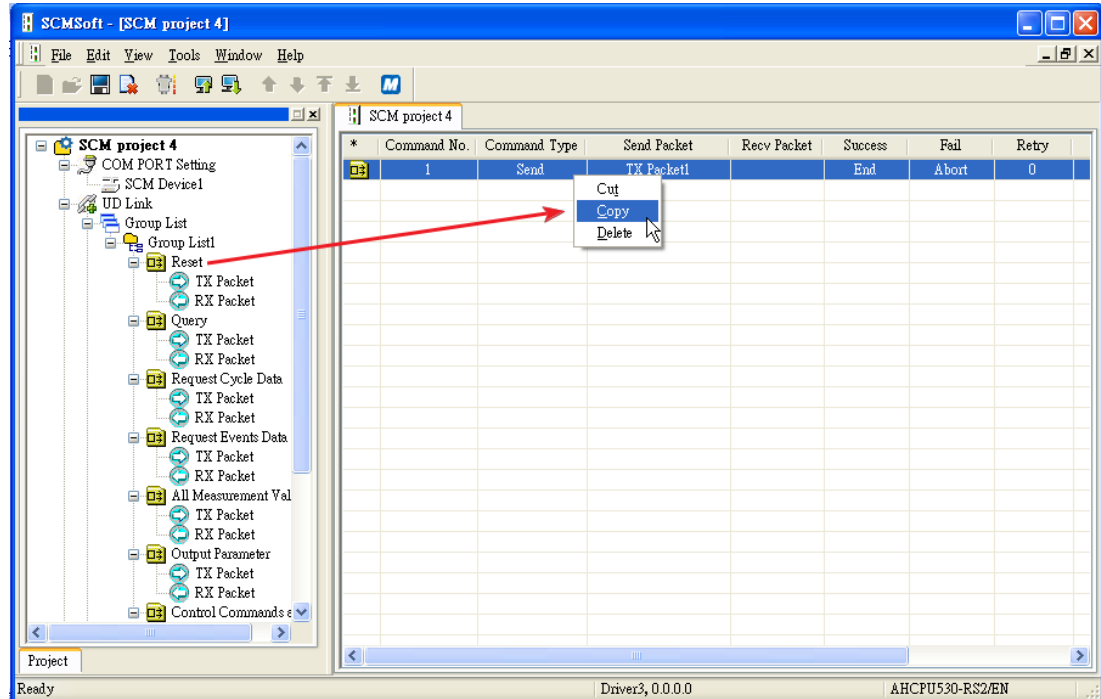 SCMSoft - [SCM project 4]
File Edit View Tools Window Help
SCM project 4
COM PORT Setting
SCM Device1
UD Link
Group List
Group List1
Reset
TX Packet
RX Packet
Query
TX Packet
RX Packet
Request Cycle Data
TX Packet
RX Packet
Request Events Data
TX Packet
RX Packet
All Measurement Val
TX Packet
RX Packet
Output Parameter
TX Packet
RX Packet
Control Commands a
Project
SCM project 4
* Command No. Command Type Send Packet Recv Packet Success Fail Retry
1 Send TX Packet1 End Abort 0
Cut
Copy
Delete
Ready Driver3, 0.0.0.0 AHCPU530-RS2/EN